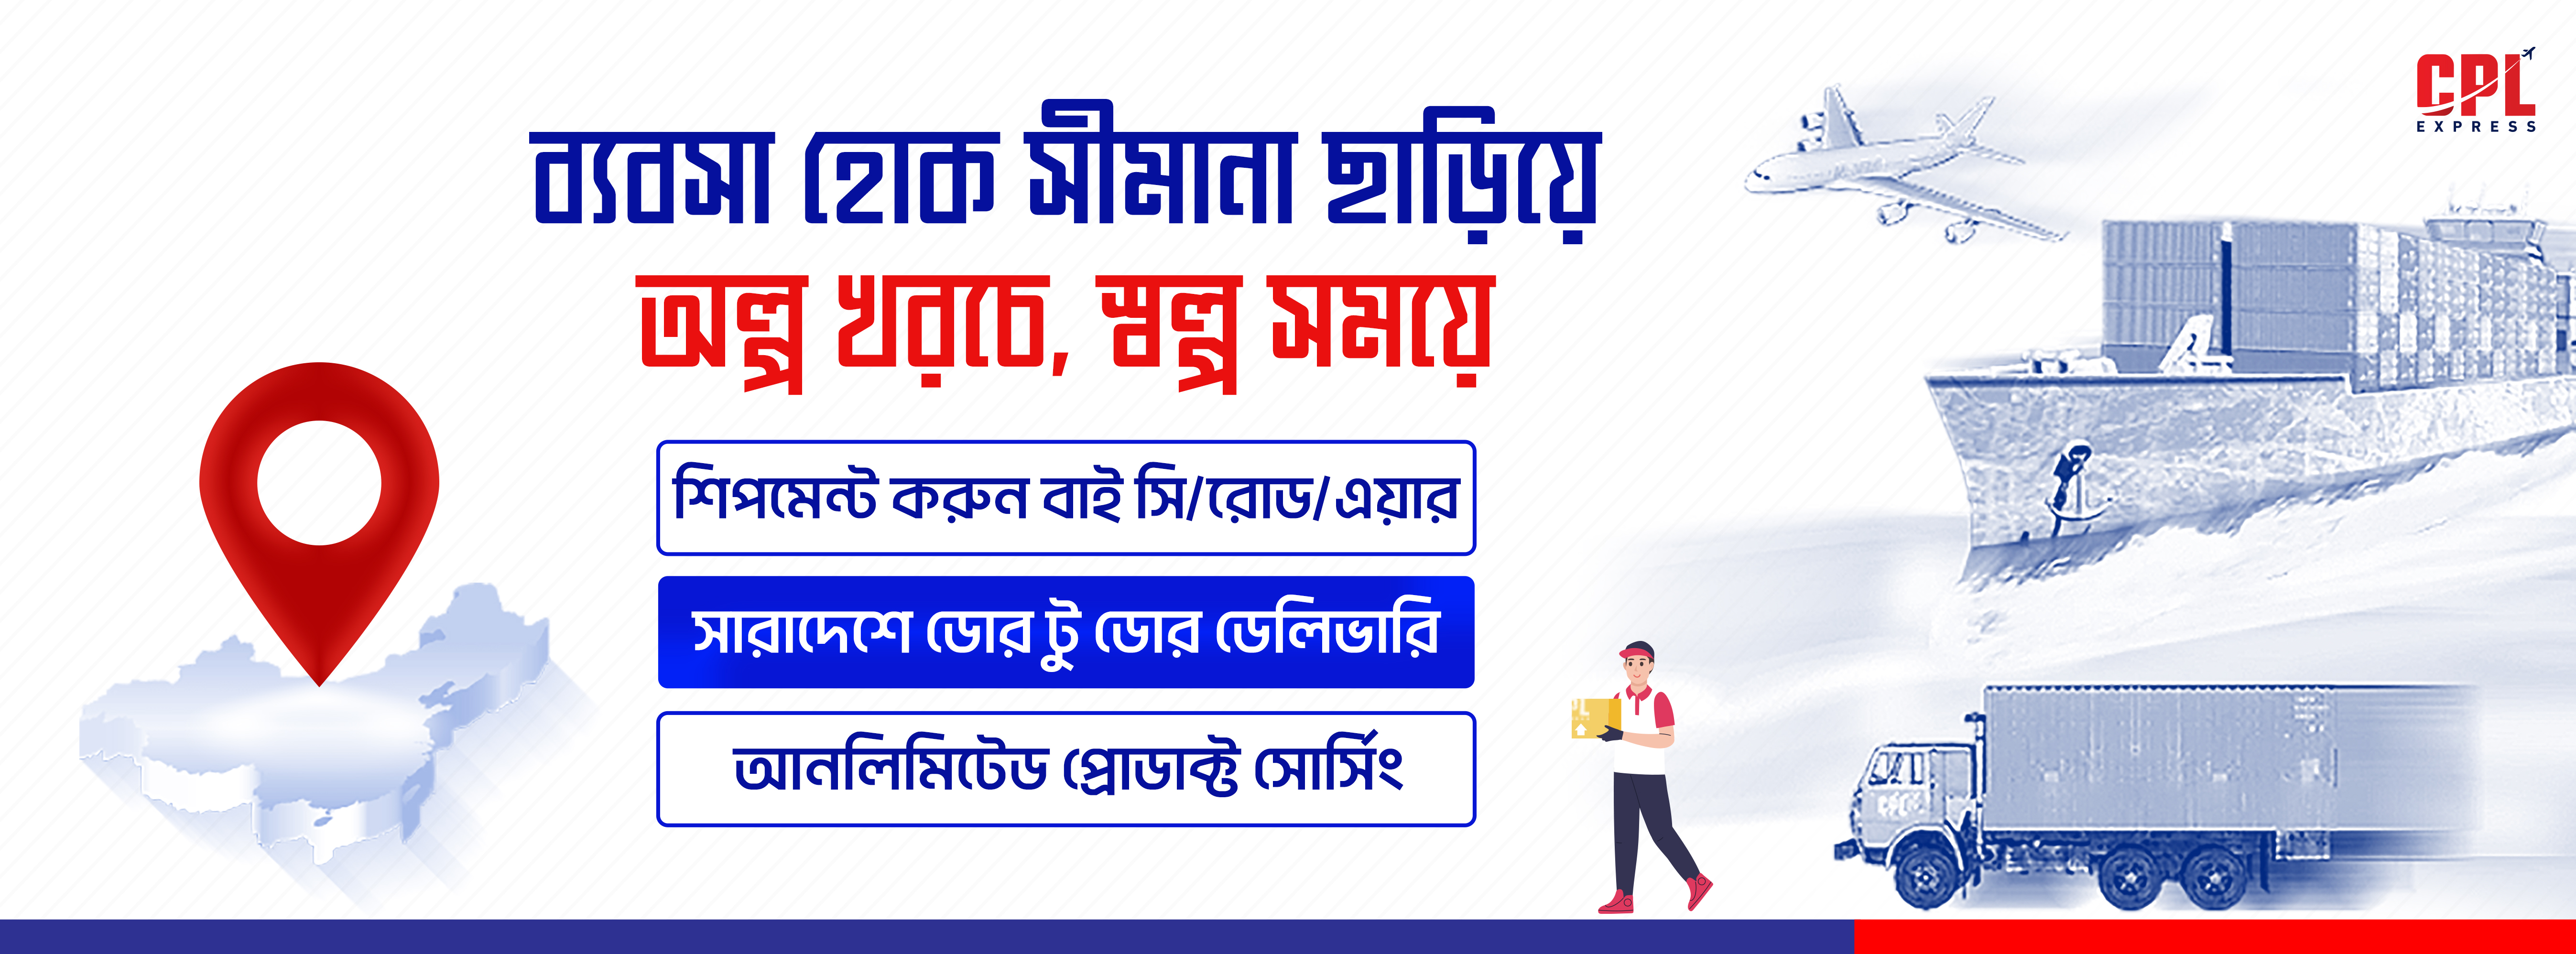 CPL
EXPRESS
ব্যবসা হোক সীমানা ছাড়িয়ে
অল্প খরচে, স্বল্প সময়ে
শিপমেন্ট করুন বাই সি/রোড/এয়ার
সারাদেশে ডোর টু ডোর ডেলিভারি
আনলিমিটেড প্রোডাক্ট সোর্সিং